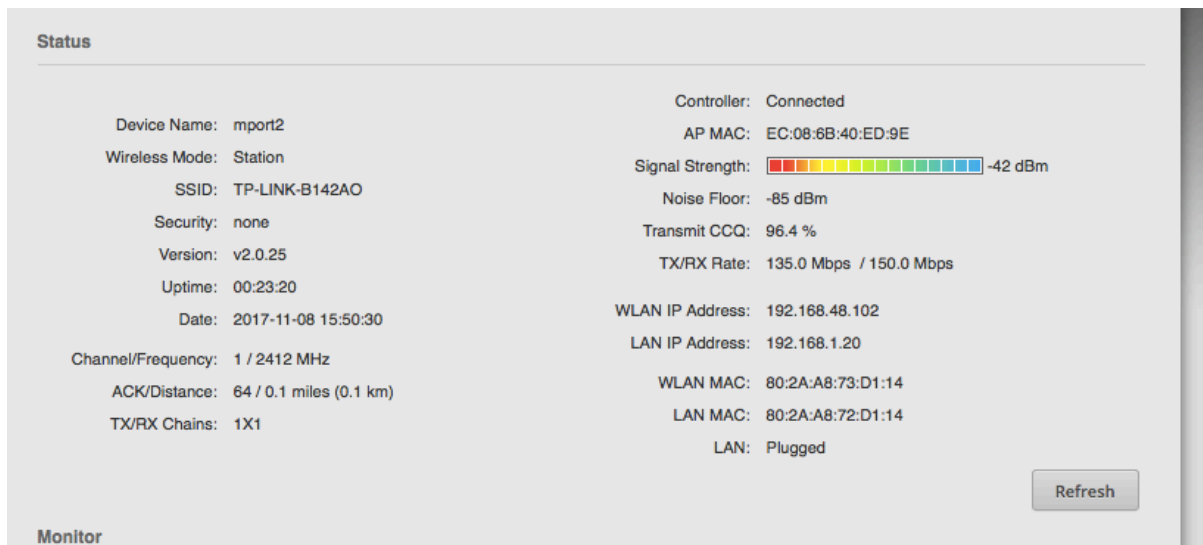 Status
Device Name: mport2
Wireless Mode: Station
SSID: TP-LINK-B142AO
Security: none
Version: v2.0.25
Uptime: 00:23:20
Date: 2017-11-08 15:50:30
Channel/Frequency: 1 / 2412 MHz
ACK/Distance: 64 / 0.1 miles (0.1 km)
TX/RX Chains: 1X1
Controller: Connected
AP MAC: EC:08:6B:40:ED:9E
Signal Strength: -42 dBm
Noise Floor: -85 dBm
Transmit CCQ: 96.4 %
TX/RX Rate: 135.0 Mbps / 150.0 Mbps
WLAN IP Address: 192.168.48.102
LAN IP Address: 192.168.1.20
WLAN MAC: 80:2A:A8:73:D1:14
LAN MAC: 80:2A:A8:72:D1:14
LAN: Plugged
Refresh
Monitor